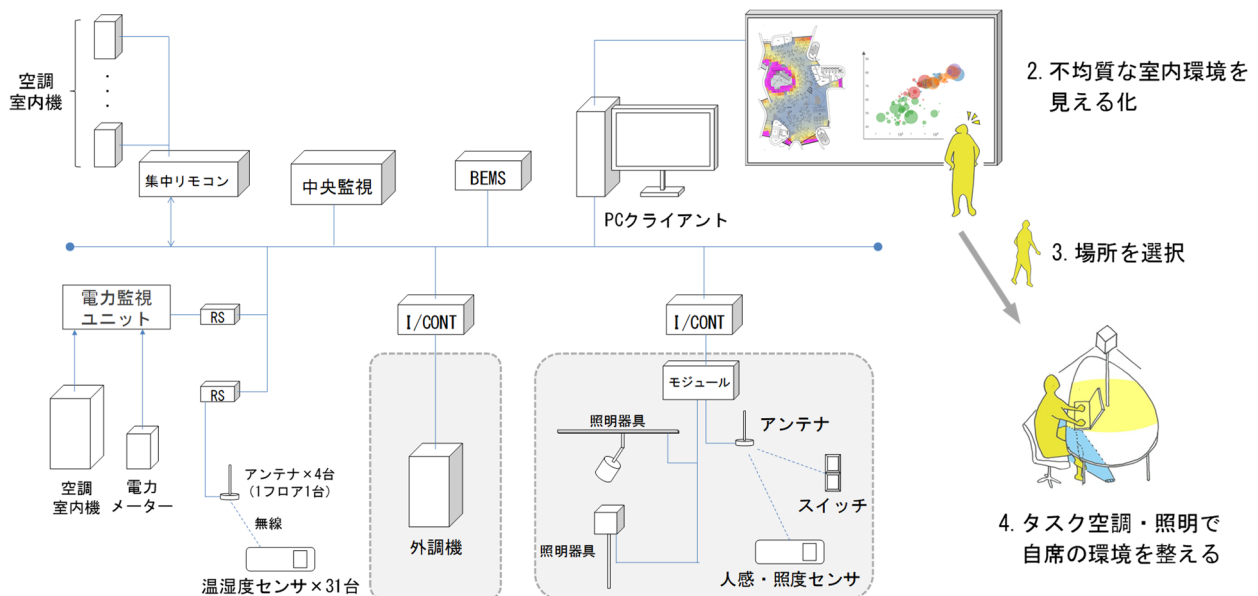 空調
室内機
集中リモコン
中央監視
BEMS
PCクライアント
2. 不均質な室内環境を
見える化
3. 場所を選択
電力監視
ユニット
RS
RS
I/CONT
I/CONT
モジュール
照明器具
アンテナ
スイッチ
照明器具
人感・照度センサ
外調機
空調
室内機
電力
メーター
アンテナ×4台
(1フロア1台)
無線
温湿度センサ×31台
4. タスク空調・照明で
自席の環境を整える